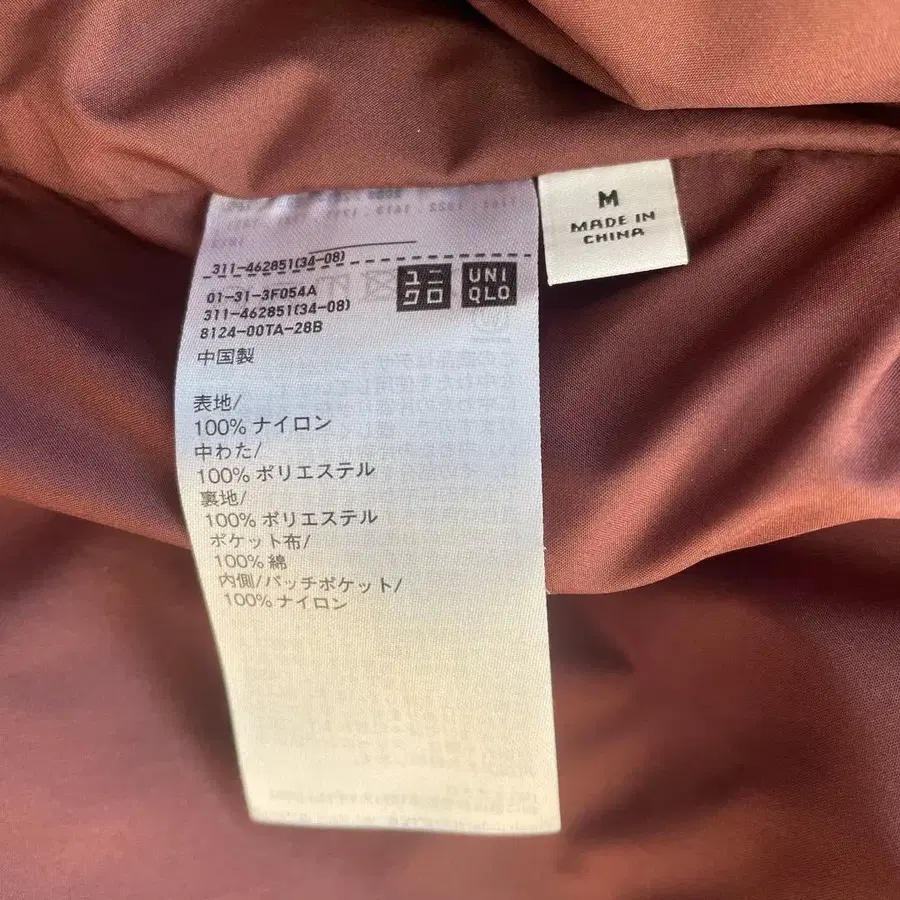 M
MADE IN
CHINA
311-462851(34-08)
ユニ
クロ
UNI
QLO
01-31-3F054A
311-462851(34-08)
8124-00TA-28B
中国製
表地/
100% ナイロン
中わた/
100% ポリエステル
裏地/
100% ポリエステル
ポケット布/
100% 綿
内側/パッチポケット/
100% ナイロン